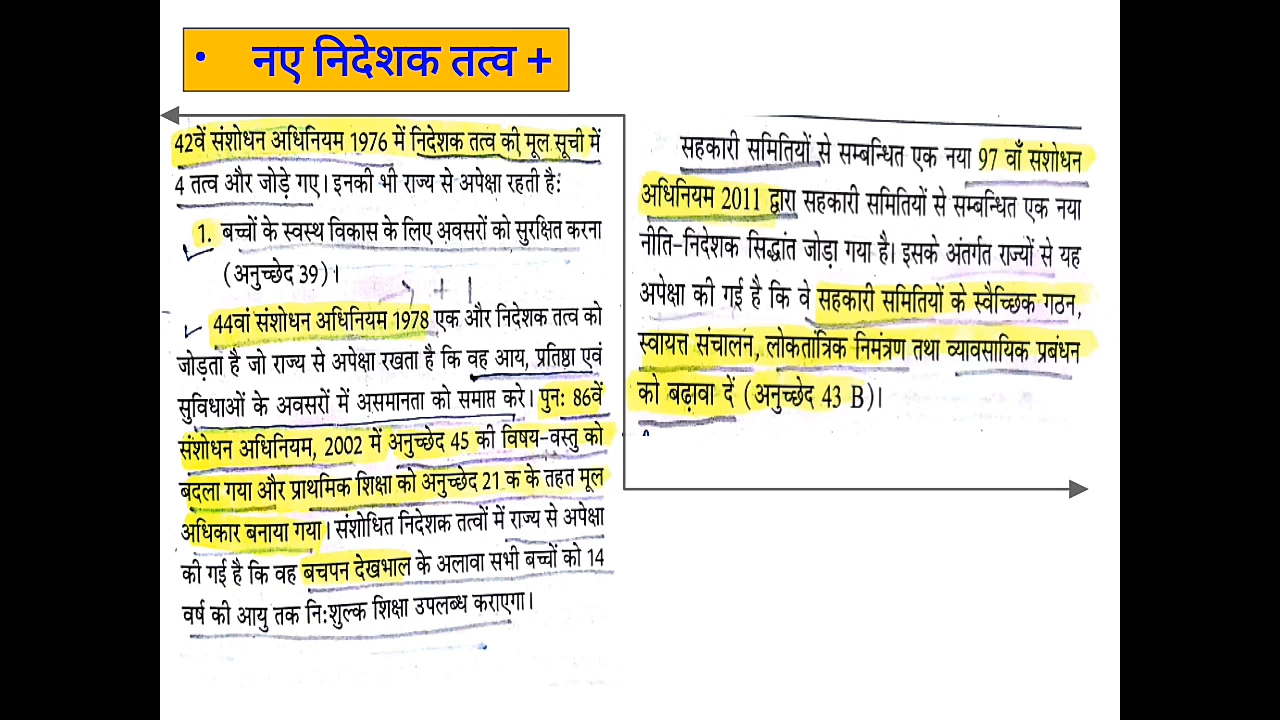 • नए निदेशक तत्व +
42वें संशोधन अधिनियम 1976 में निदेशक तत्व की मूल सूची में
4 तत्व और जोड़े गए। इनकी भी राज्य से अपेक्षा रहती है:
1. बच्चों के स्वस्थ विकास के लिए अवसरों को सुरक्षित करना
(अनुच्छेद 39)।
+ 1
44वां संशोधन अधिनियम 1978 एक और निदेशक तत्व को
जोड़ता है जो राज्य से अपेक्षा रखता है कि वह आय, प्रतिष्ठा एवं
सुविधाओं के अवसरों में असमानता को समाप्त करे। पुन: 86वें
संशोधन अधिनियम, 2002 में अनुच्छेद 45 की विषय-वस्तु को
बदला गया और प्राथमिक शिक्षा को अनुच्छेद 21 क के तहत मूल
अधिकार बनाया गया। संशोधित निदेशक तत्वों में राज्य से अपेक्षा
की गई है कि वह बचपन देखभाल के अलावा सभी बच्चों को 14
वर्ष की आयु तक नि:शुल्क शिक्षा उपलब्ध कराएगा।
सहकारी समितियों से सम्बन्धित एक नया 97 वाँ संशोधन
अधिनियम 2011 द्वारा सहकारी समितियों से सम्बन्धित एक नया
नीति-निदेशक सिद्धांत जोड़ा गया है। इसके अंतर्गत राज्यों से यह
अपेक्षा की गई है कि वे सहकारी समितियों के स्वैच्छिक गठन,
स्वायत्त संचालन, लोकतांत्रिक निमंत्रण तथा व्यावसायिक प्रबंधन
को बढ़ावा दें (अनुच्छेद 43 B)।